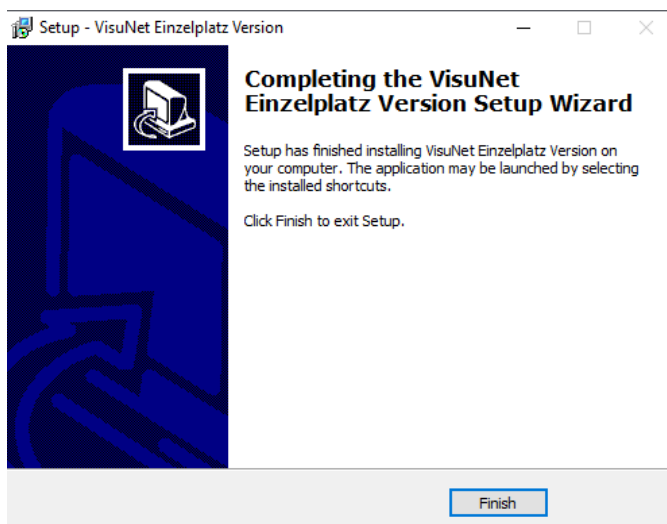 Setup - VisuNet Einzelplatz Version
Completing the VisuNet
Einzelplatz Version Setup Wizard
Setup has finished installing VisuNet Einzelplatz Version on
your computer. The application may be launched by selecting
the installed shortcuts.
Click Finish to exit Setup.
Finish